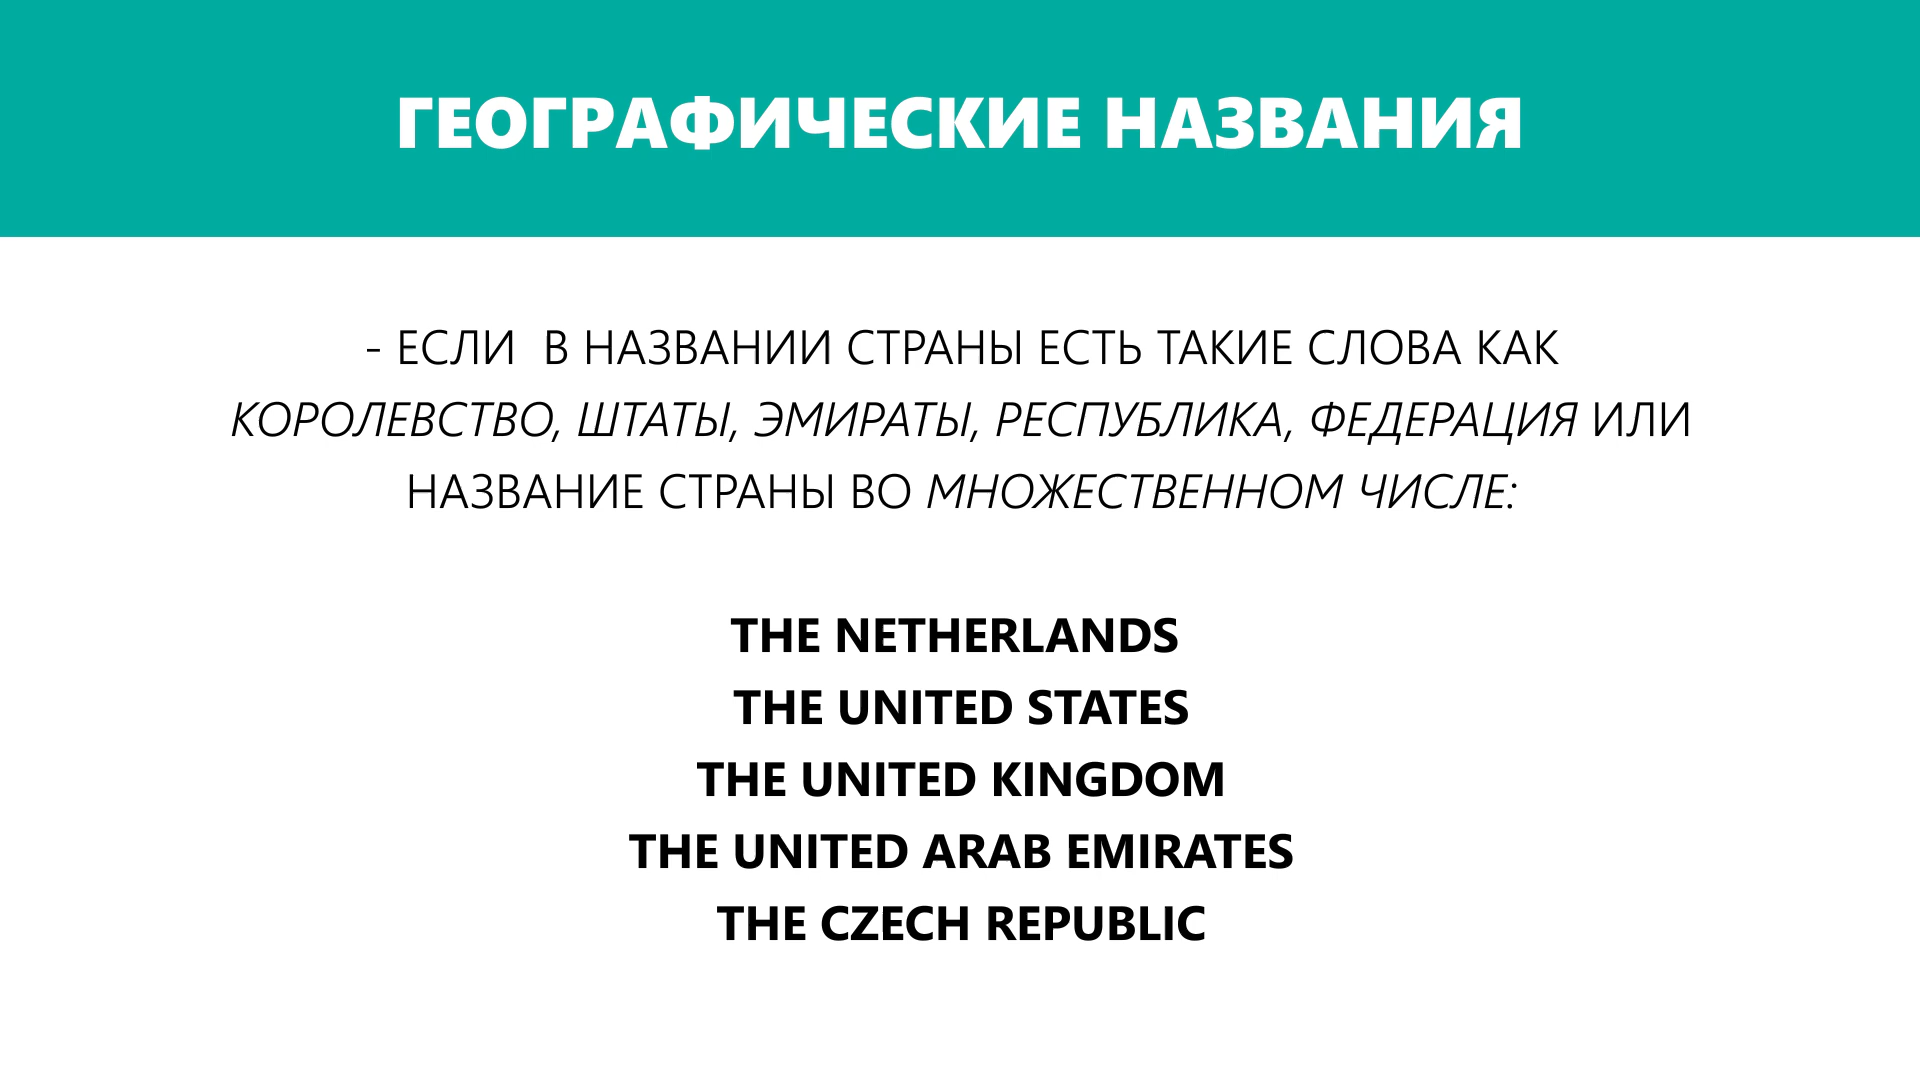 ГЕОГРАФИЧЕСКИЕ НАЗВАНИЯ
- ЕСЛИ  В НАЗВАНИИ СТРАНЫ ЕСТЬ ТАКИЕ СЛОВА КАК
КОРОЛЕВСТВО, ШТАТЫ, ЭМИРАТЫ, РЕСПУБЛИКА, ФЕДЕРАЦИЯ ИЛИ
НАЗВАНИЕ СТРАНЫ ВО МНОЖЕСТВЕННОМ ЧИСЛЕ:
THE NETHERLANDS
THE UNITED STATES
THE UNITED KINGDOM
THE UNITED ARAB EMIRATES
THE CZECH REPUBLIC